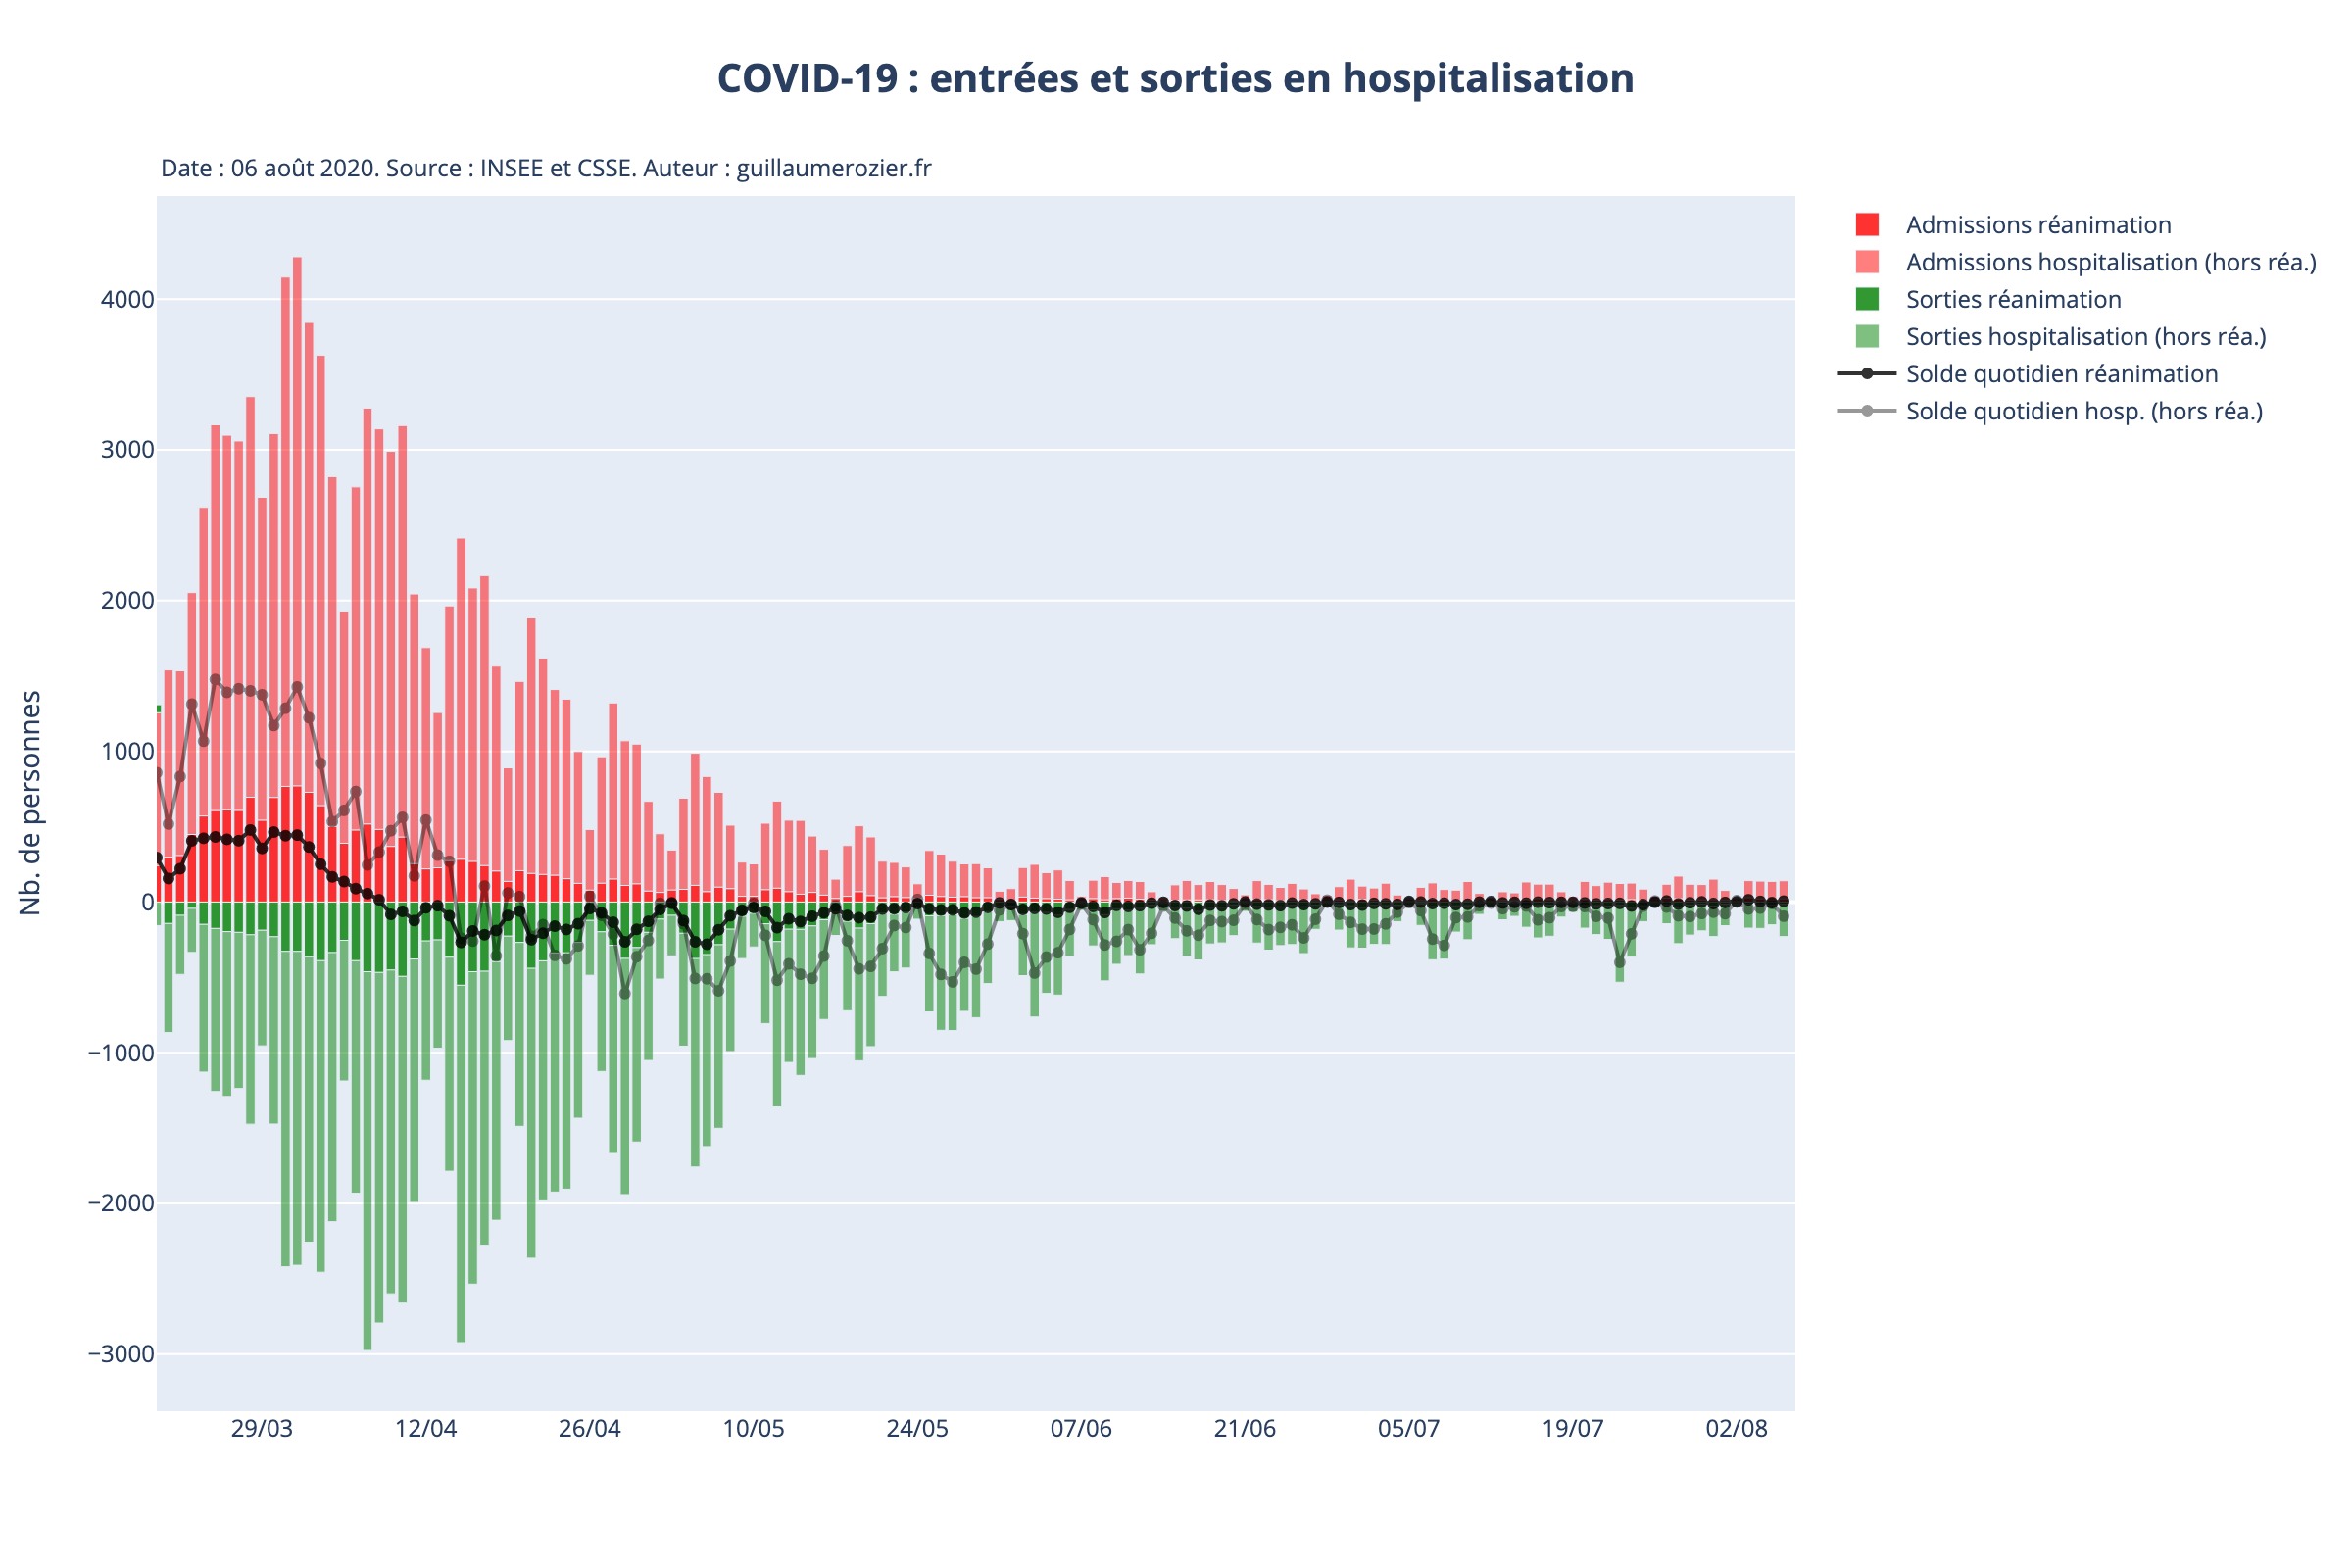 COVID-19 : entrées et sorties en hospitalisation
Date : 06 août 2020. Source : INSEE et CSSE. Auteur : guillaumerozier.fr
Admissions réanimation
Admissions hospitalisation (hors réa.)
Sorties réanimation
Sorties hospitalisation (hors réa.)
Solde quotidien réanimation
Solde quotidien hosp. (hors réa.)
Nb. de personnes
4000
3000
2000
1000
0
−1000
−2000
−3000
29/03 12/04 26/04 10/05 24/05 07/06 21/06 05/07 19/07 02/08